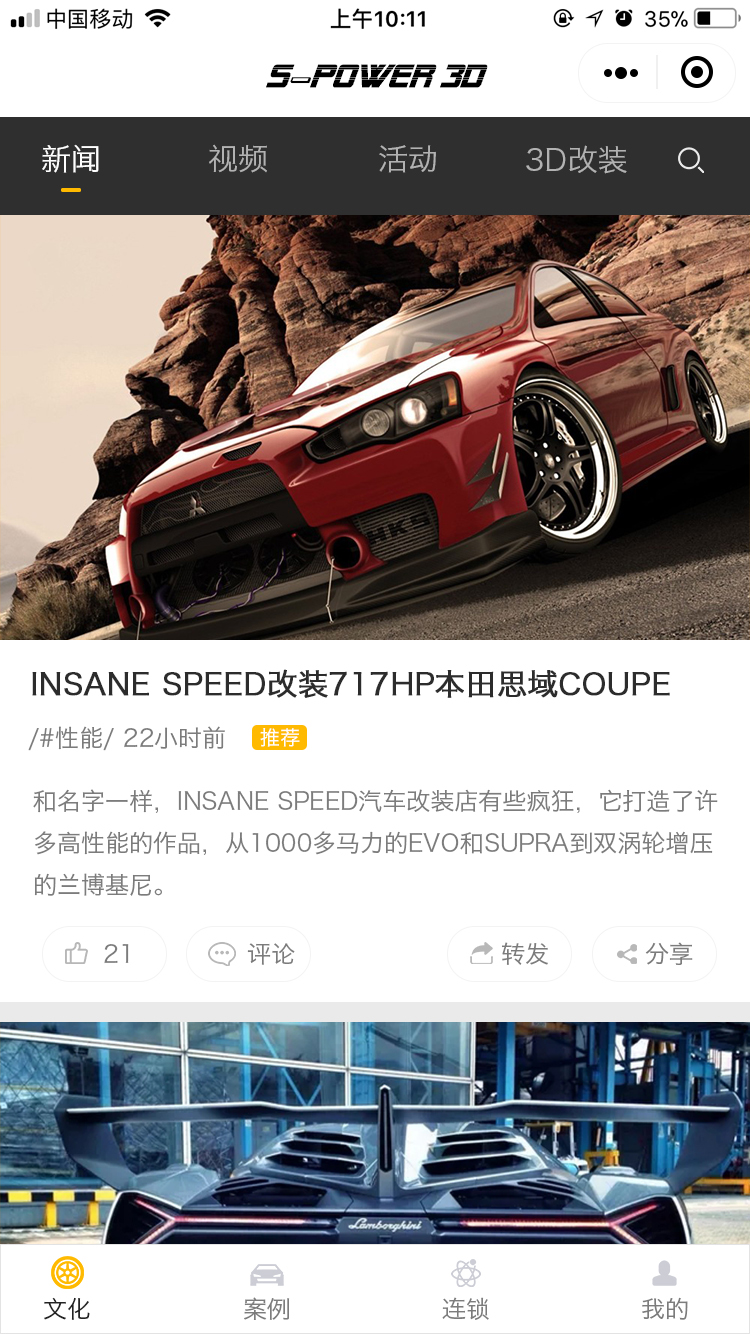 中国移动 上午10:11 35%
S-POWER 3D
新闻 视频 活动 3D改装
HKS
INSANE SPEED改装717HP本田思域COUPE
/#性能/ 22小时前 推荐
和名字一样，INSANE SPEED汽车改装店有些疯狂，它打造了许
多高性能的作品，从1000多马力的EVO和SUPRA到双涡轮增压
的兰博基尼。
21 评论 转发 分享
Lamborghini
文化 案例 连锁 我的